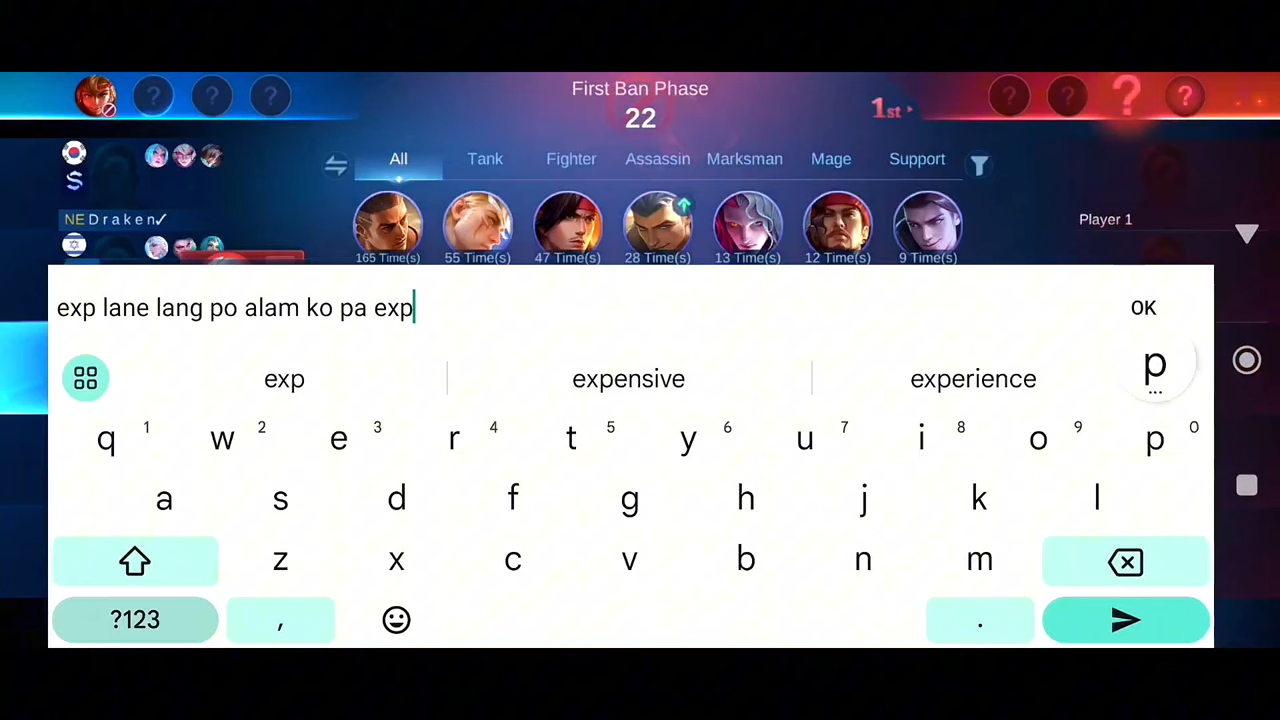 First Ban Phase
22
1st
All Tank Fighter Assassin Marksman Mage Support
NE D r a k e n ✓
Player 1
165 Time(s) 55 Time(s) 47 Time(s) 28 Time(s) 13 Time(s) 12 Time(s) 9 Time(s)
exp lane lang po alam ko pa exp
OK
exp expensive experience
p
q 1 w 2 e 3 r 4 t 5 y 6 u 7 i 8 o 9 p 0
a s d f g h j k l
z x c v b n m
?123 , .